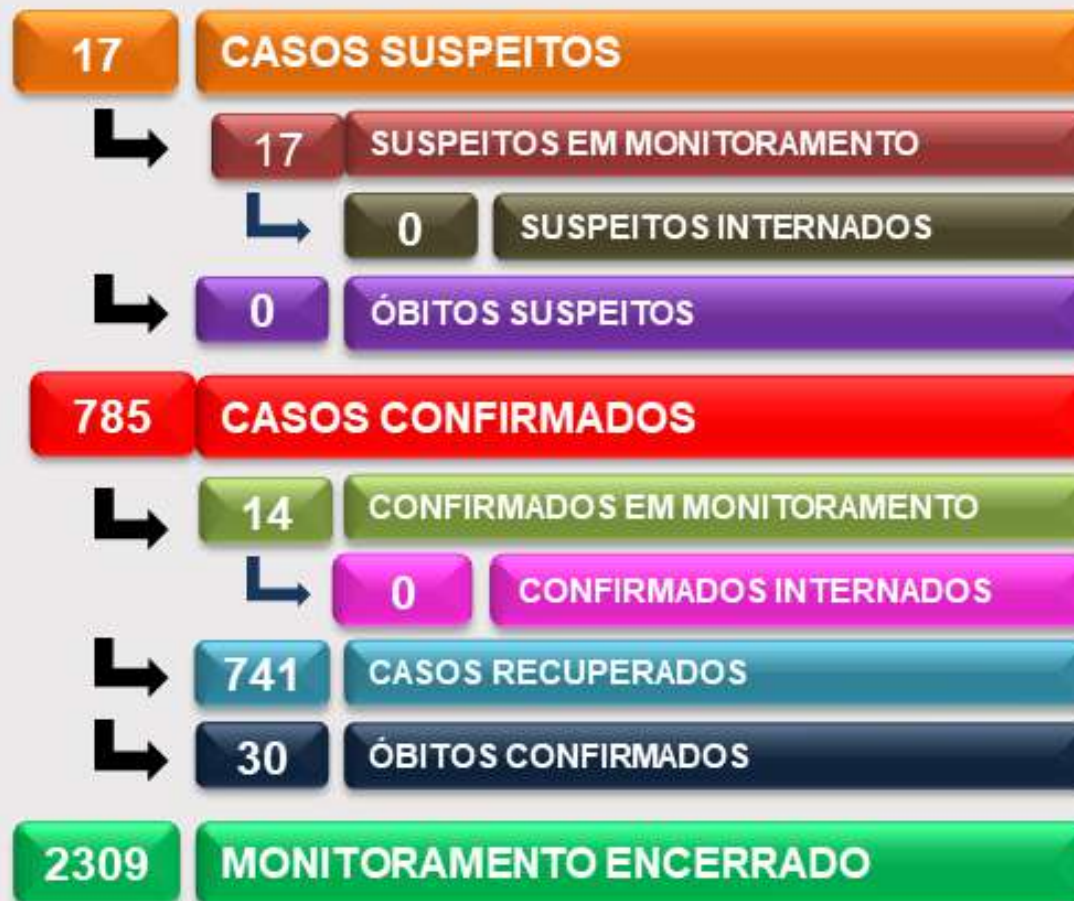 17 CASOS SUSPEITOS
17 SUSPEITOS EM MONITORAMENTO
0 SUSPEITOS INTERNADOS
0 ÓBITOS SUSPEITOS
785 CASOS CONFIRMADOS
14 CONFIRMADOS EM MONITORAMENTO
0 CONFIRMADOS INTERNADOS
741 CASOS RECUPERADOS
30 ÓBITOS CONFIRMADOS
2309 MONITORAMENTO ENCERRADO